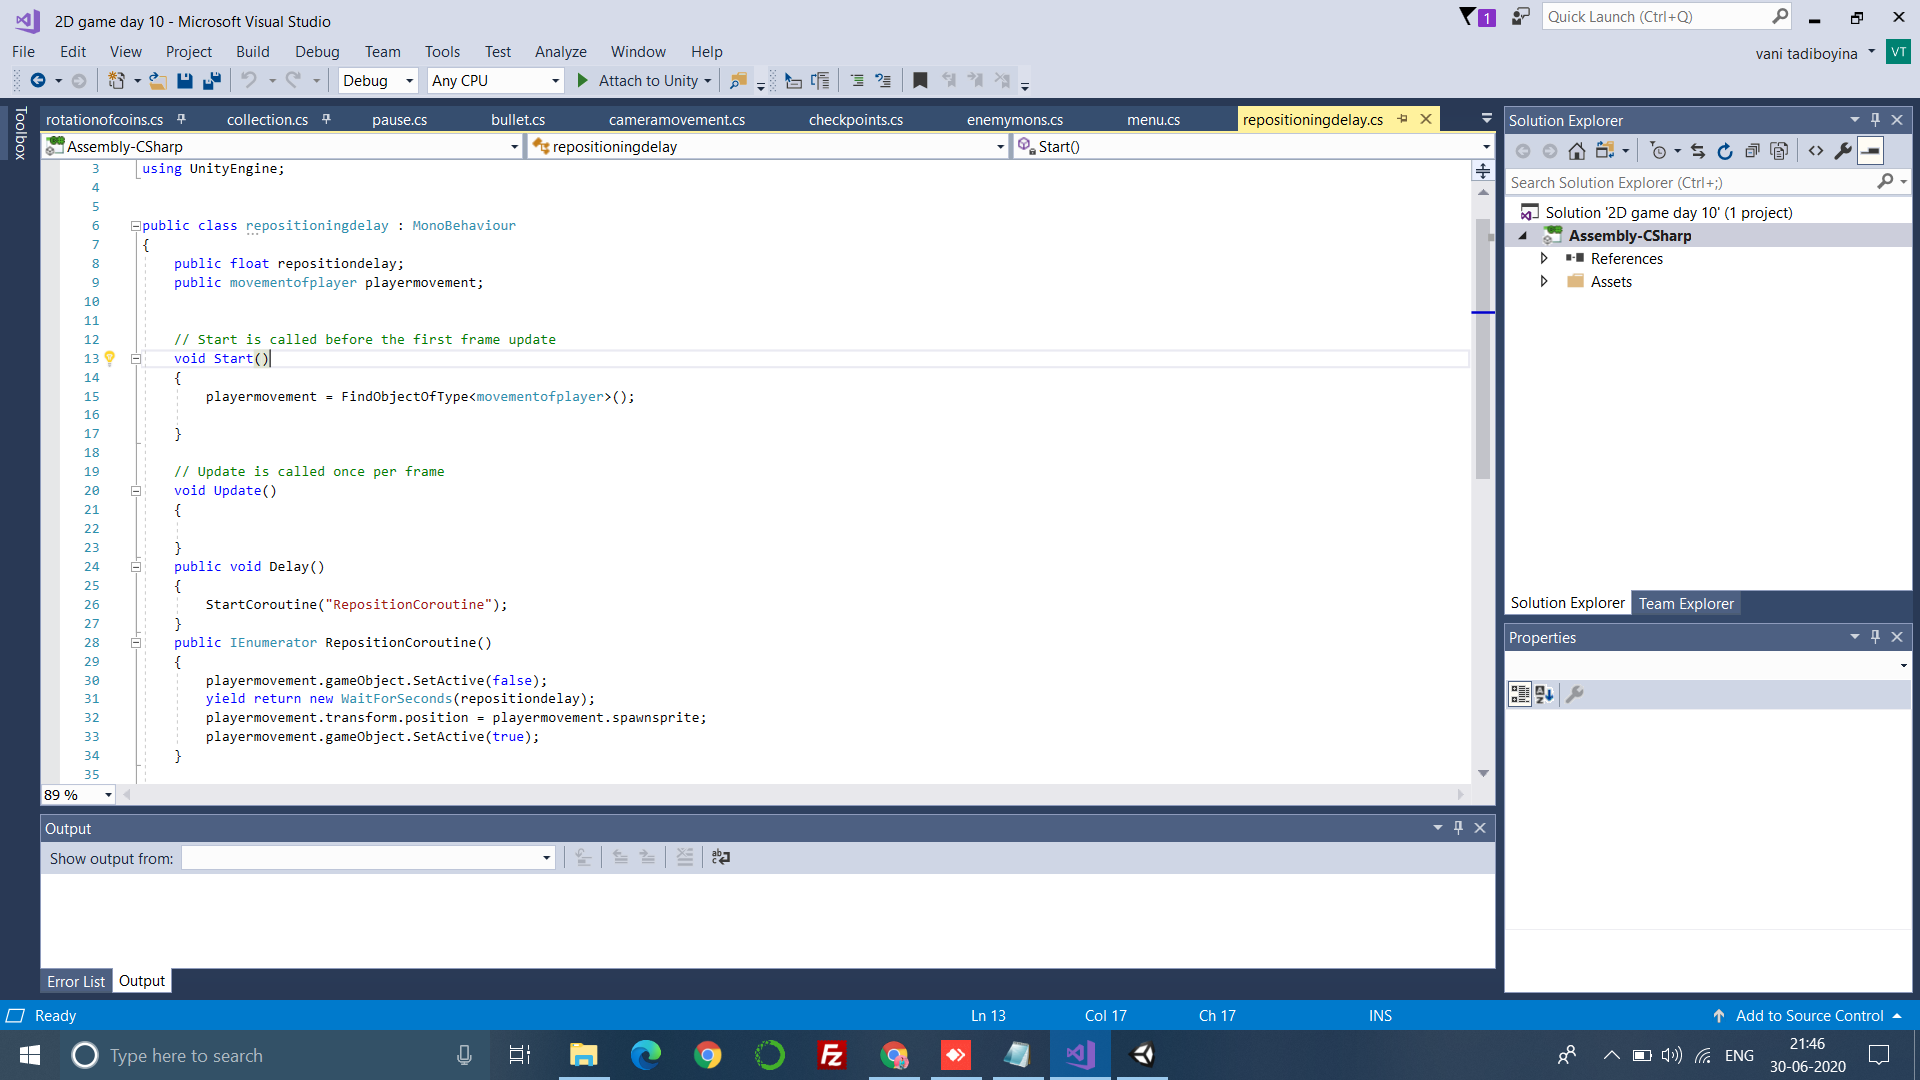 2D game day 10 - Microsoft Visual Studio
1
Quick Launch (Ctrl+Q)
File Edit View Project Build Debug Team Tools Test Analyze Window Help
vani tadiboyina
VT
Debug
Any CPU
Attach to Unity
Toolbox
rotationofcoins.cs collection.cs pause.cs bullet.cs cameramovement.cs checkpoints.cs enemymons.cs menu.cs repositioningdelay.cs
Assembly-CSharp
repositioningdelay
Start()
3 using UnityEngine;
4
5
6 public class repositioningdelay : MonoBehaviour
7 {
8 public float repositiondelay;
9 public movementofplayer playermovement;
10
11
12 // Start is called before the first frame update
13 void Start()
14 {
15 playermovement = FindObjectOfType<movementofplayer>();
16
17 }
18
19 // Update is called once per frame
20 void Update()
21 {
22
23 }
24 public void Delay()
25 {
26 StartCoroutine("RepositionCoroutine");
27 }
28 public IEnumerator RepositionCoroutine()
29 {
30 playermovement.gameObject.SetActive(false);
31 yield return new WaitForSeconds(repositiondelay);
32 playermovement.transform.position = playermovement.spawnsprite;
33 playermovement.gameObject.SetActive(true);
34 }
35
89 %
Output
Show output from:
Error List Output
Solution Explorer
Search Solution Explorer (Ctrl+;)
Solution '2D game day 10' (1 project)
Assembly-CSharp
References
Assets
Solution Explorer Team Explorer
Properties
Ready
Ln 13 Col 17 Ch 17 INS
Add to Source Control
Type here to search
ENG
21:46
30-06-2020